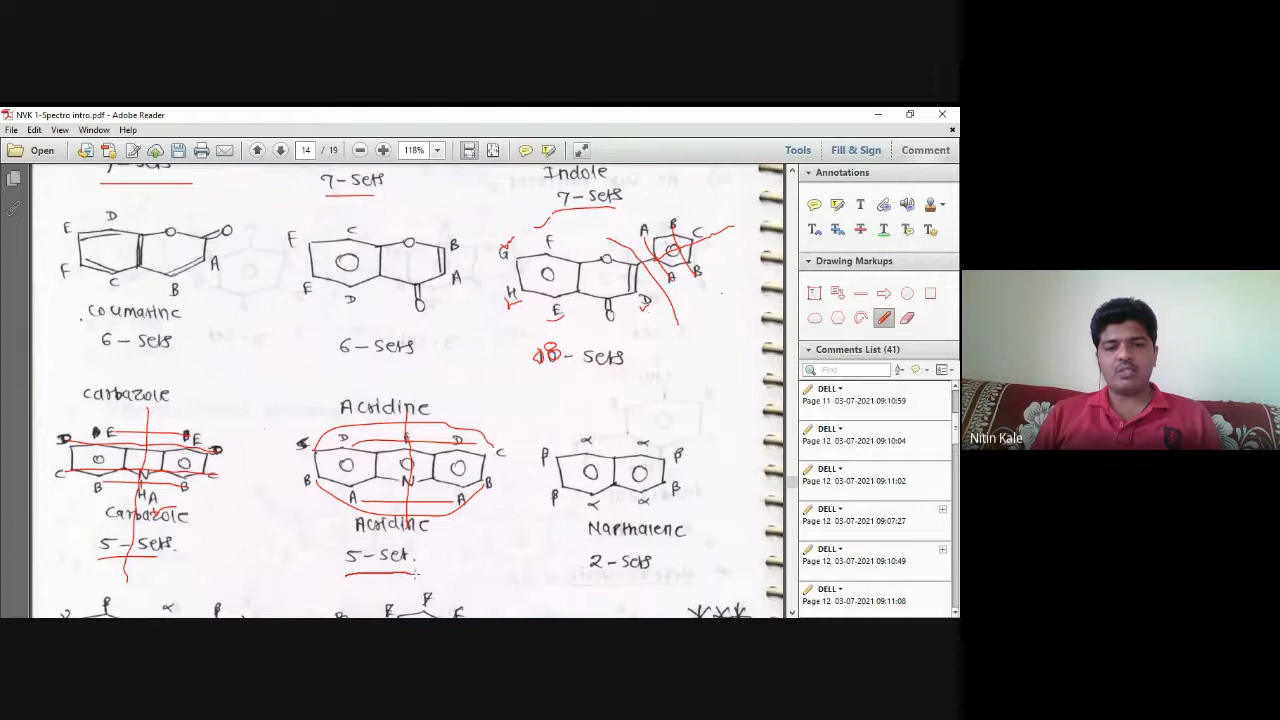 NVK 1-Spectro intro.pdf - Adobe Reader
File Edit View Window Help
Open 14 / 19 118% Tools Fill & Sign Comment
7-Sets
7-Sets
Indole
7-Sets
E D O O
F C B A
Coumarine
6-Sets
F C O B
E D O A
6-Sets
G F O A B C
H E O D A B
8-Sets
Carbazole
D E E D
C B N B C
H A
Carbazole
5-Sets.
Acridine
D E D C
B A N A B
Acridine
5-Set.
α α
β β
β β
α α
Napthalene
2-Sets
β α β
Annotations
T
T T T T T T
Drawing Markups
Comments List (41)
Find
DELL
Page 11 03-07-2021 09:10:59
DELL
Page 12 03-07-2021 09:10:04
DELL
Page 12 03-07-2021 09:11:02
DELL
Page 12 03-07-2021 09:07:27
DELL
Page 12 03-07-2021 09:10:49
DELL
Page 12 03-07-2021 09:11:08
Nitin Kale